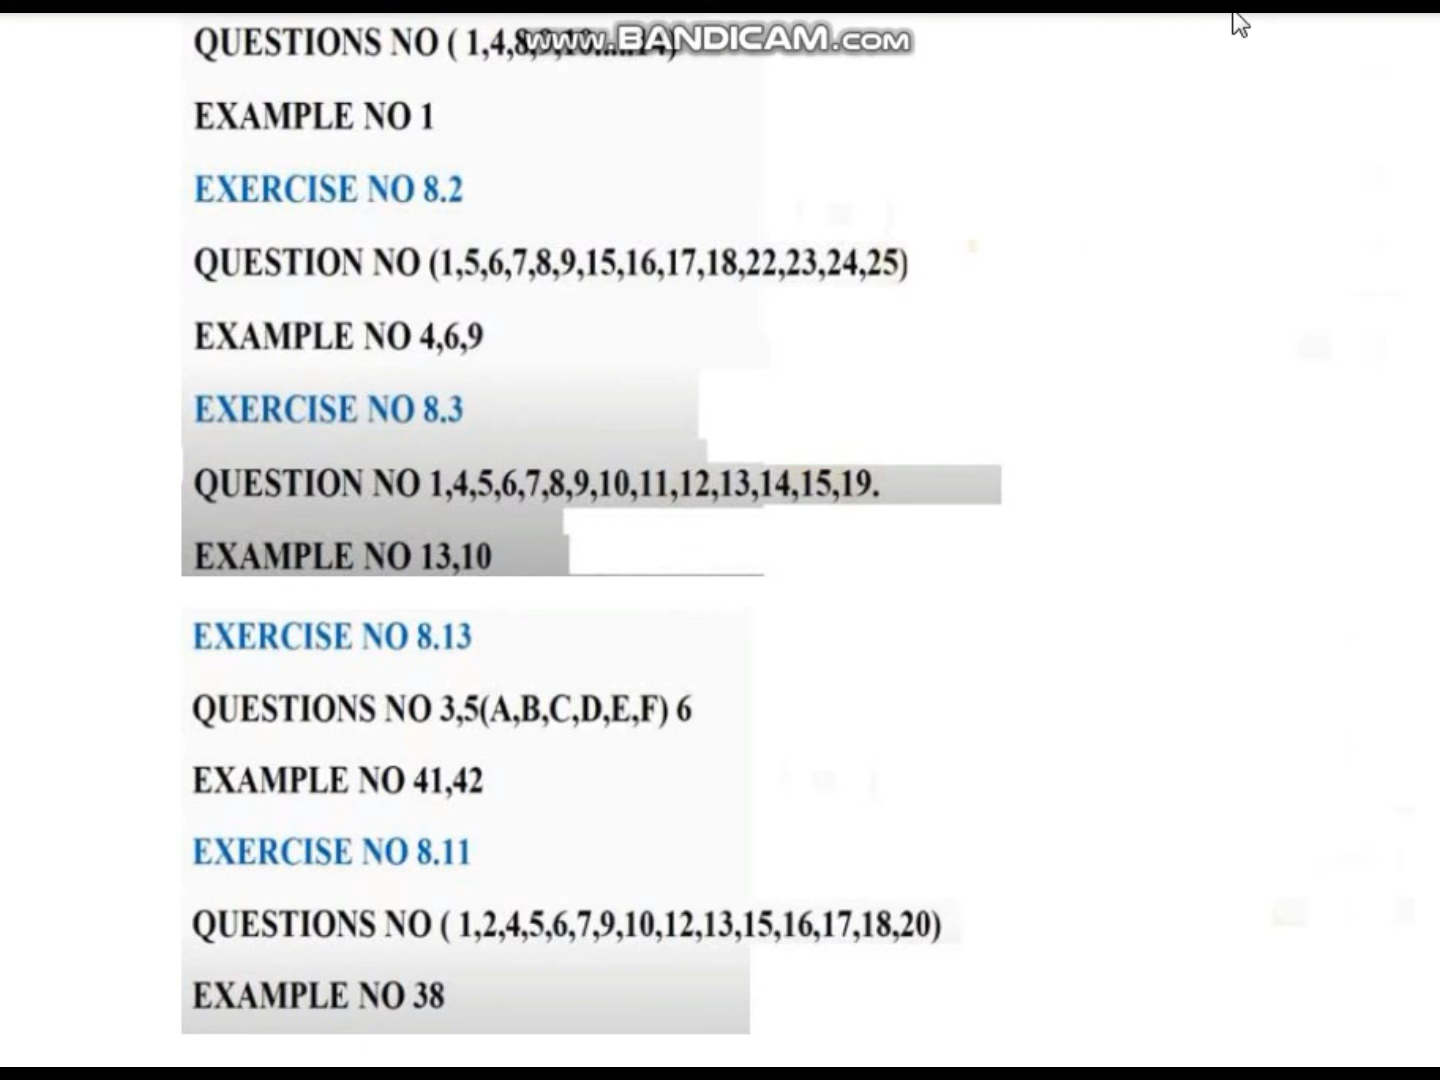 QUESTIONS NO ( 1,4,8
www.BANDICAM.com
EXAMPLE NO 1
EXERCISE NO 8.2
QUESTION NO (1,5,6,7,8,9,15,16,17,18,22,23,24,25)
EXAMPLE NO 4,6,9
EXERCISE NO 8.3
QUESTION NO 1,4,5,6,7,8,9,10,11,12,13,14,15,19.
EXAMPLE NO 13,10
EXERCISE NO 8.13
QUESTIONS NO 3,5(A,B,C,D,E,F) 6
EXAMPLE NO 41,42
EXERCISE NO 8.11
QUESTIONS NO ( 1,2,4,5,6,7,9,10,12,13,15,16,17,18,20)
EXAMPLE NO 38